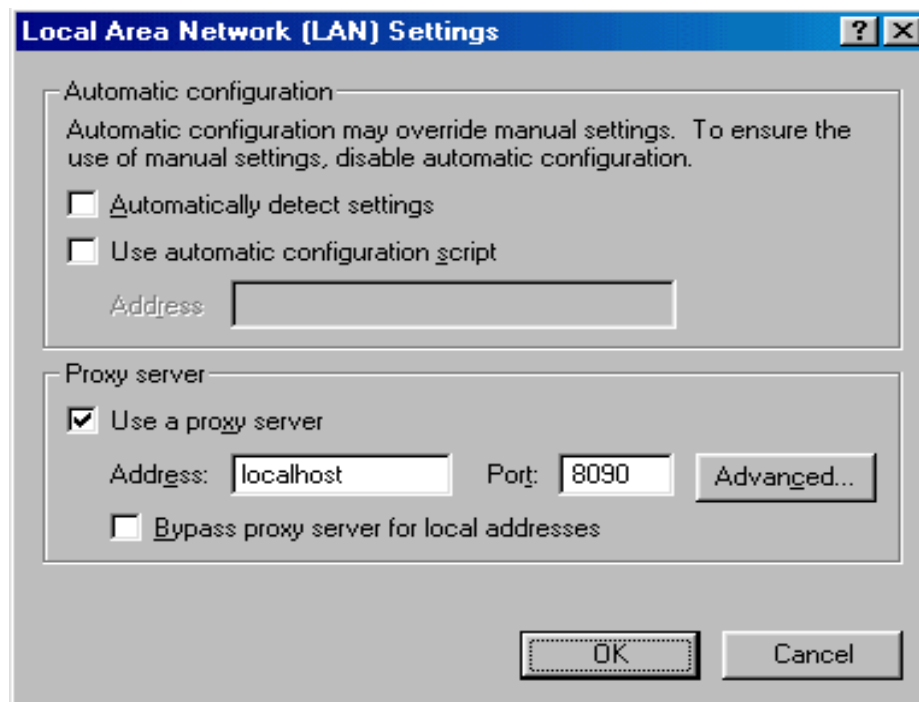 Local Area Network (LAN) Settings
Automatic configuration
Automatic configuration may override manual settings. To ensure the
use of manual settings, disable automatic configuration.
Automatically detect settings
Use automatic configuration script
Address
Proxy server
Use a proxy server
Address: localhost Port: 8090 Advanced...
Bypass proxy server for local addresses
OK Cancel